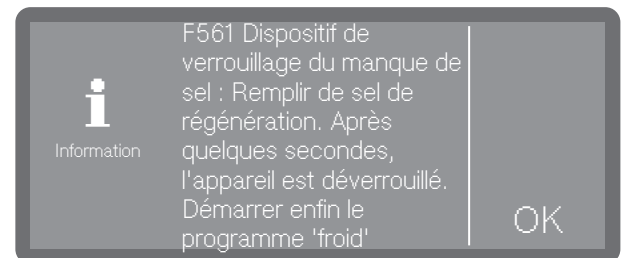 F561 Dispositif de
verrouillage du manque de
sel : Remplir de sel de
régénération. Après
quelques secondes,
l'appareil est déverrouillé.
Démarrer enfin le
programme 'froid'
Information
OK